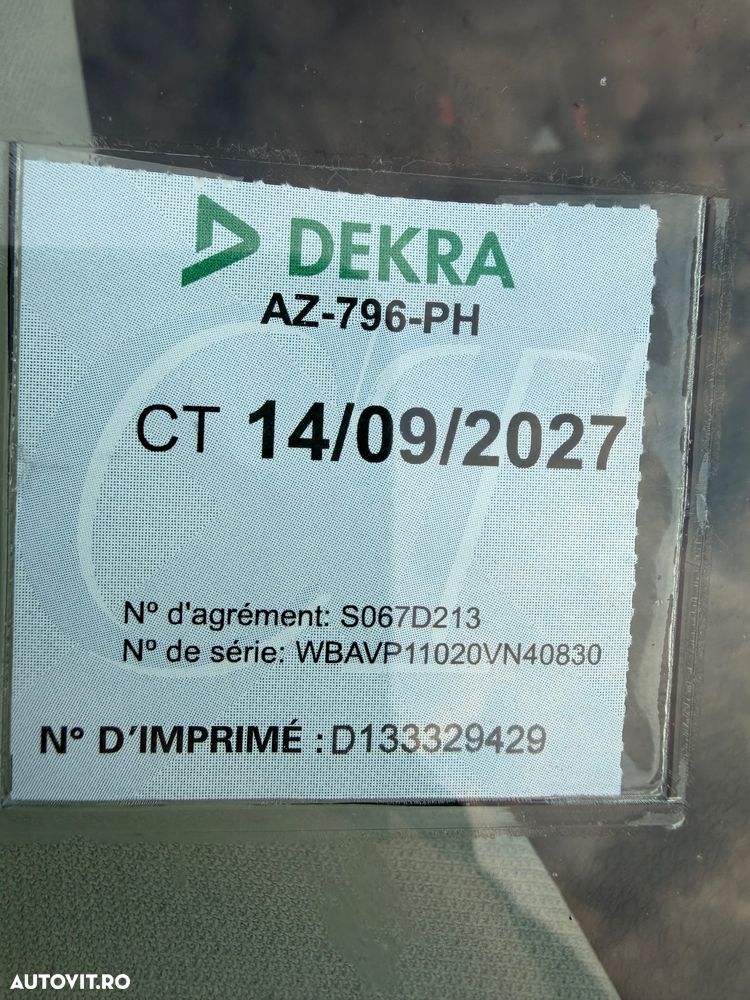 DEKRA
AZ-796-PH
CT 14/09/2027
Nº d'agrément: S067D213
Nº de série: WBAVP11020VN40830
N° D'IMPRIMÉ : D133329429
AUTOVIT.RO